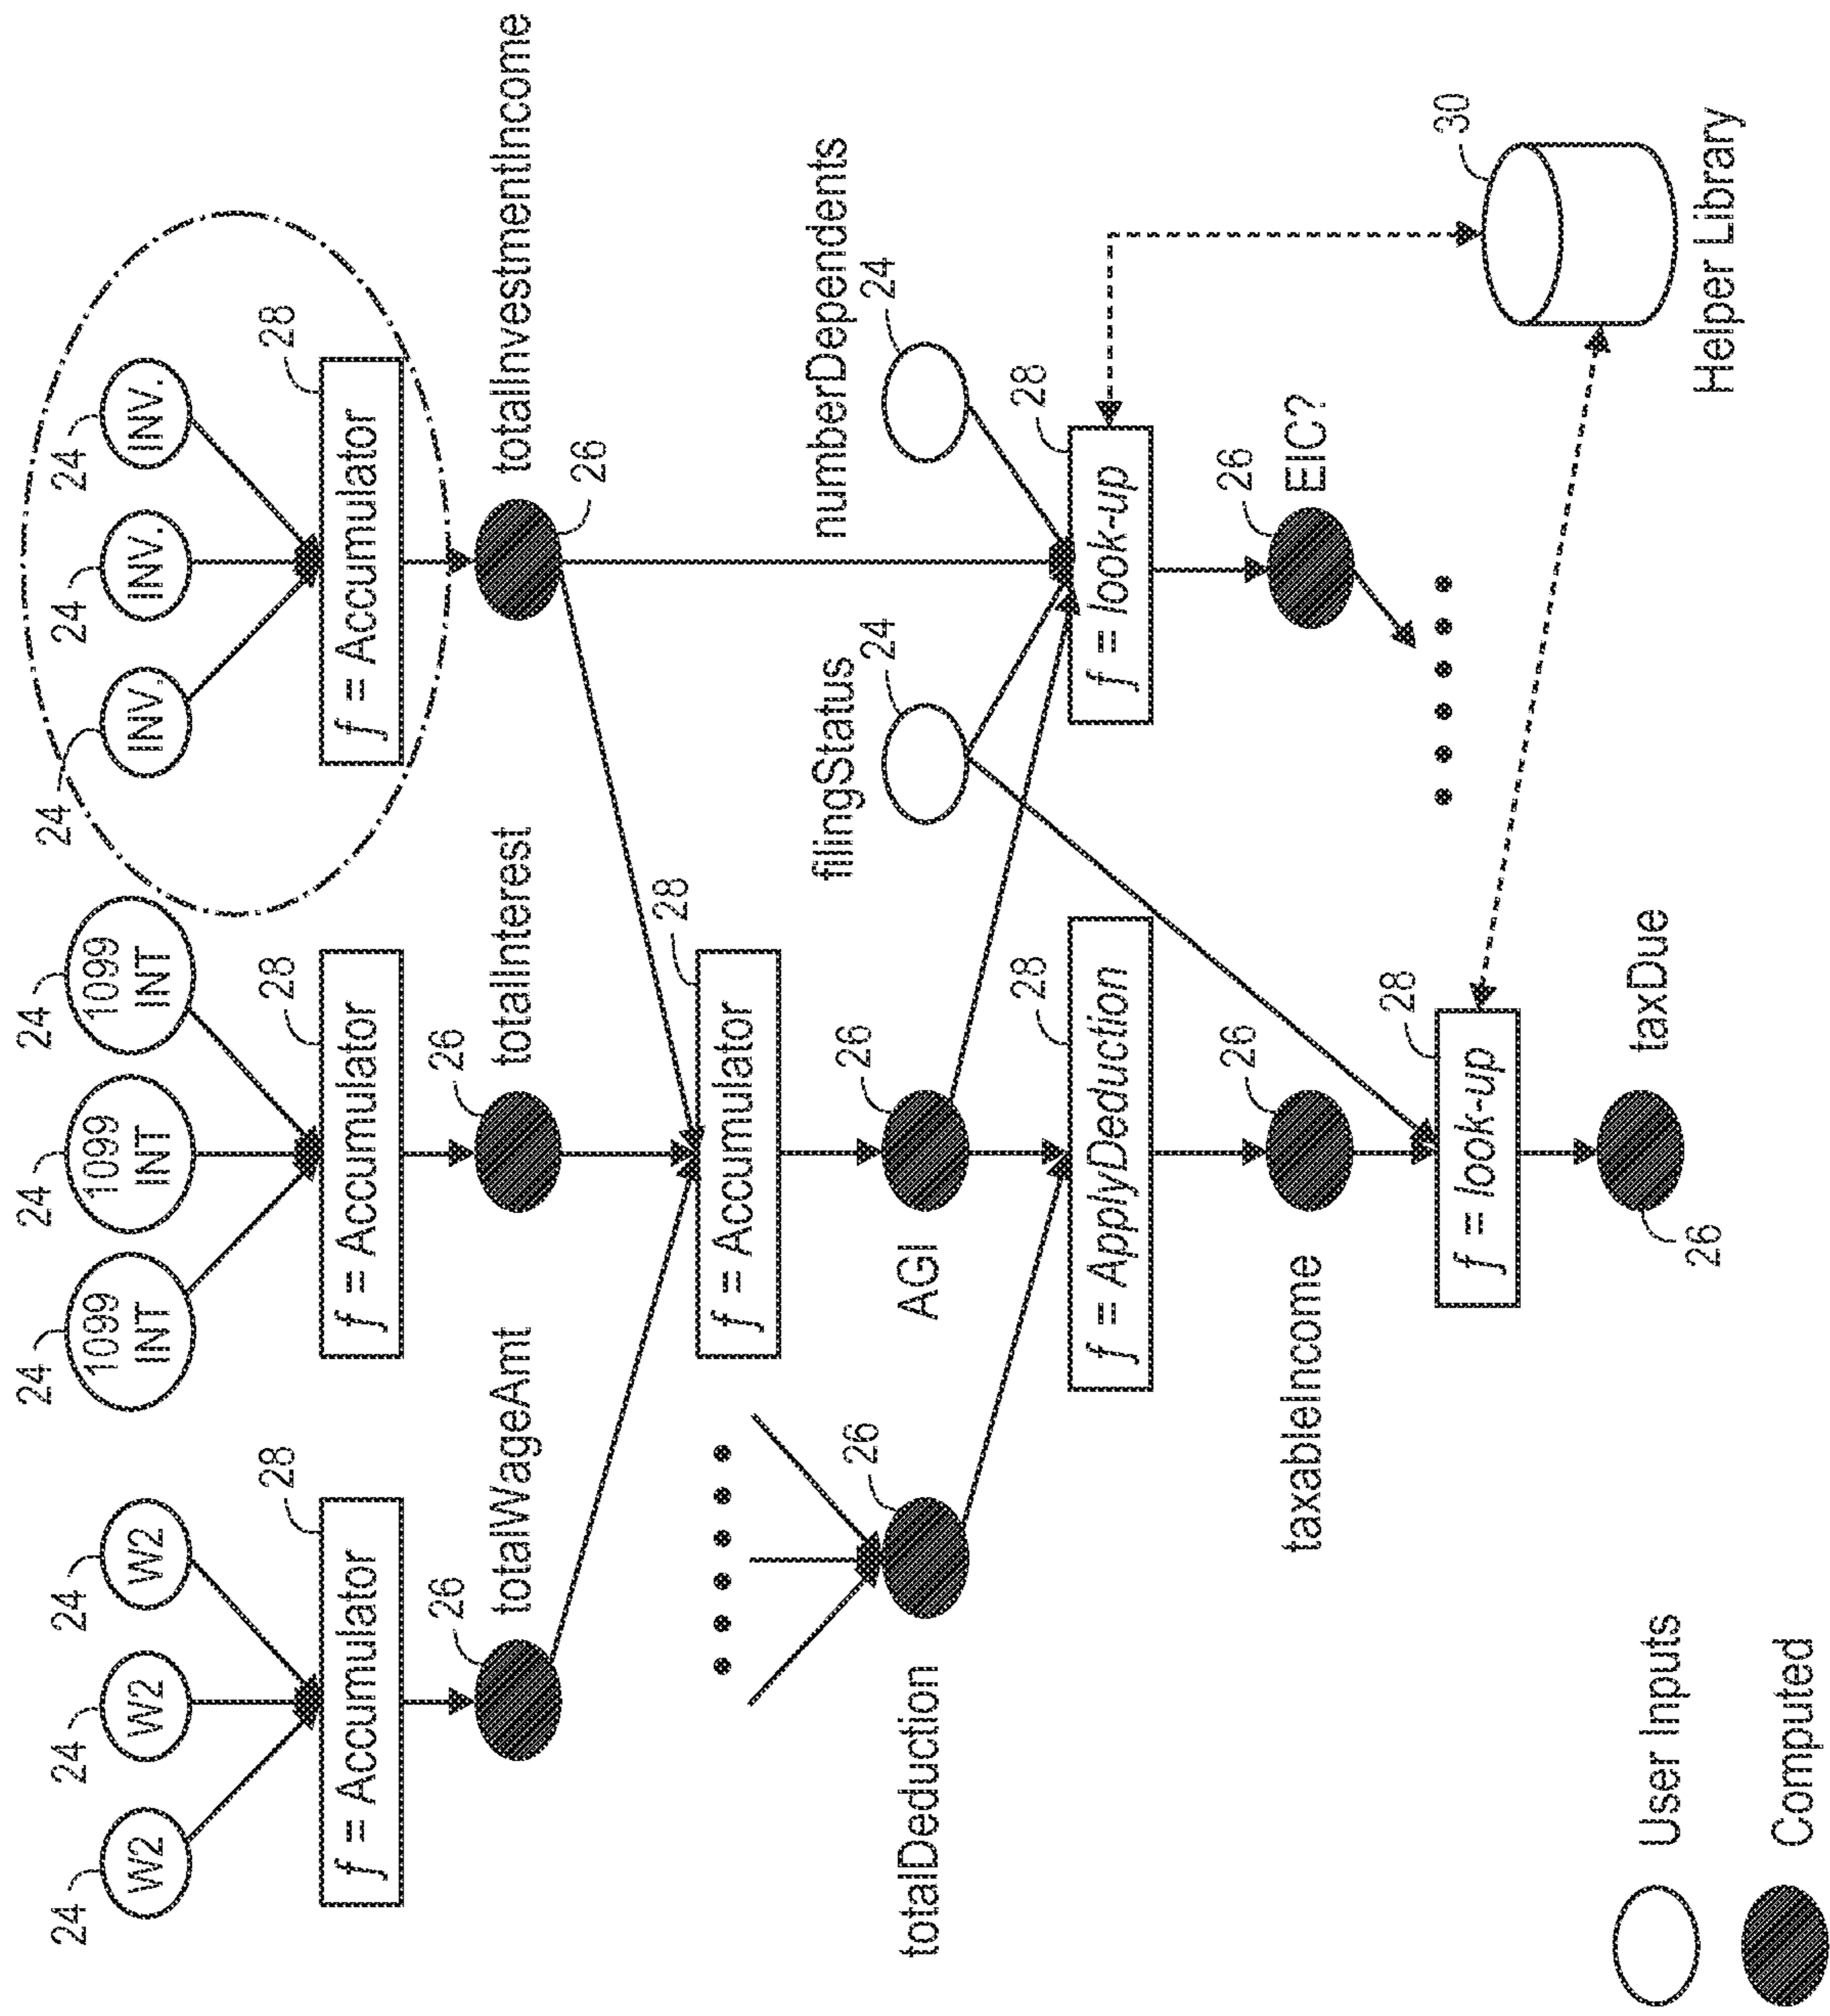 24
24
24
24
24
24
24
24
24
W2
W2
W2
1099
INT
1099
INT
1099
INT
INV.
INV.
INV.
28
28
28
f = Accumulator
f = Accumulator
f = Accumulator
26
totalWageAmt
26
totalInterest
26
totalInvestmentIncome
28
f = Accumulator
totalDeduction
26
AGI
26
filingStatus
24
numberDependents
24
28
f = ApplyDeduction
28
f = look-up
taxableIncome
26
26
EIC?
28
f = look-up
30
Helper Library
26
taxDue
User Inputs
Computed